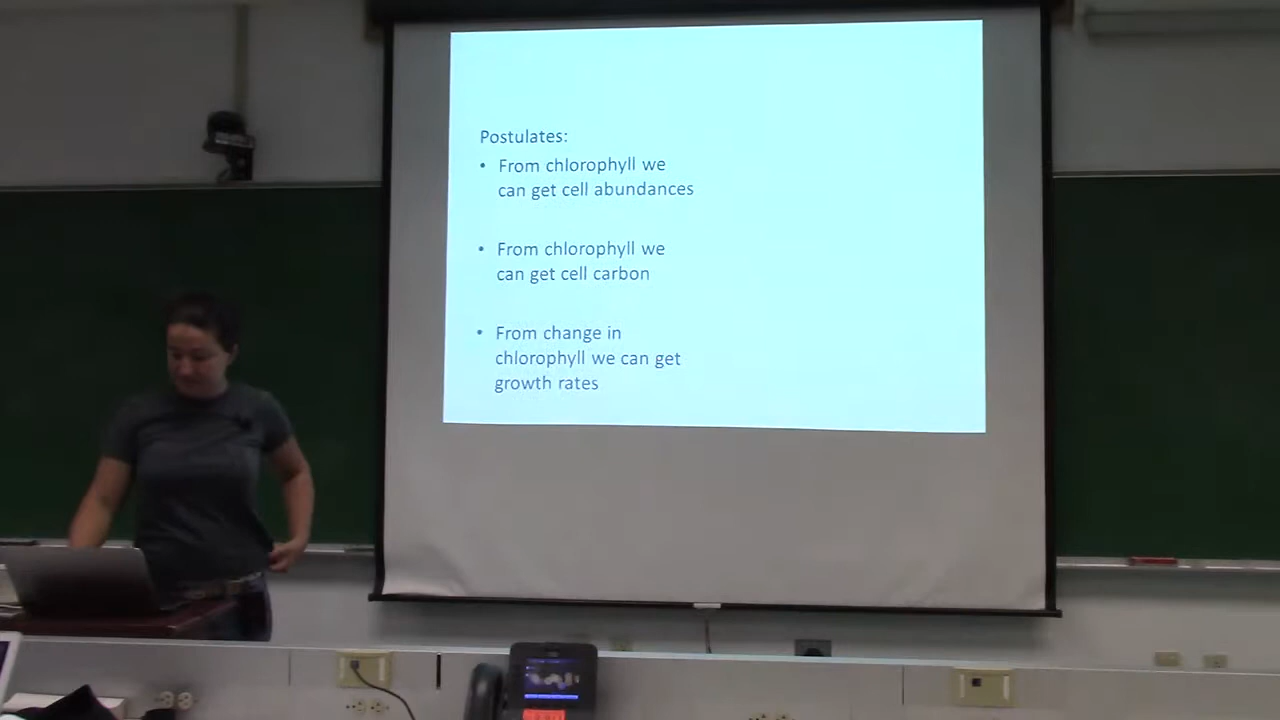 Postulates:
• From chlorophyll we
can get cell abundances
• From chlorophyll we
can get cell carbon
• From change in
chlorophyll we can get
growth rates